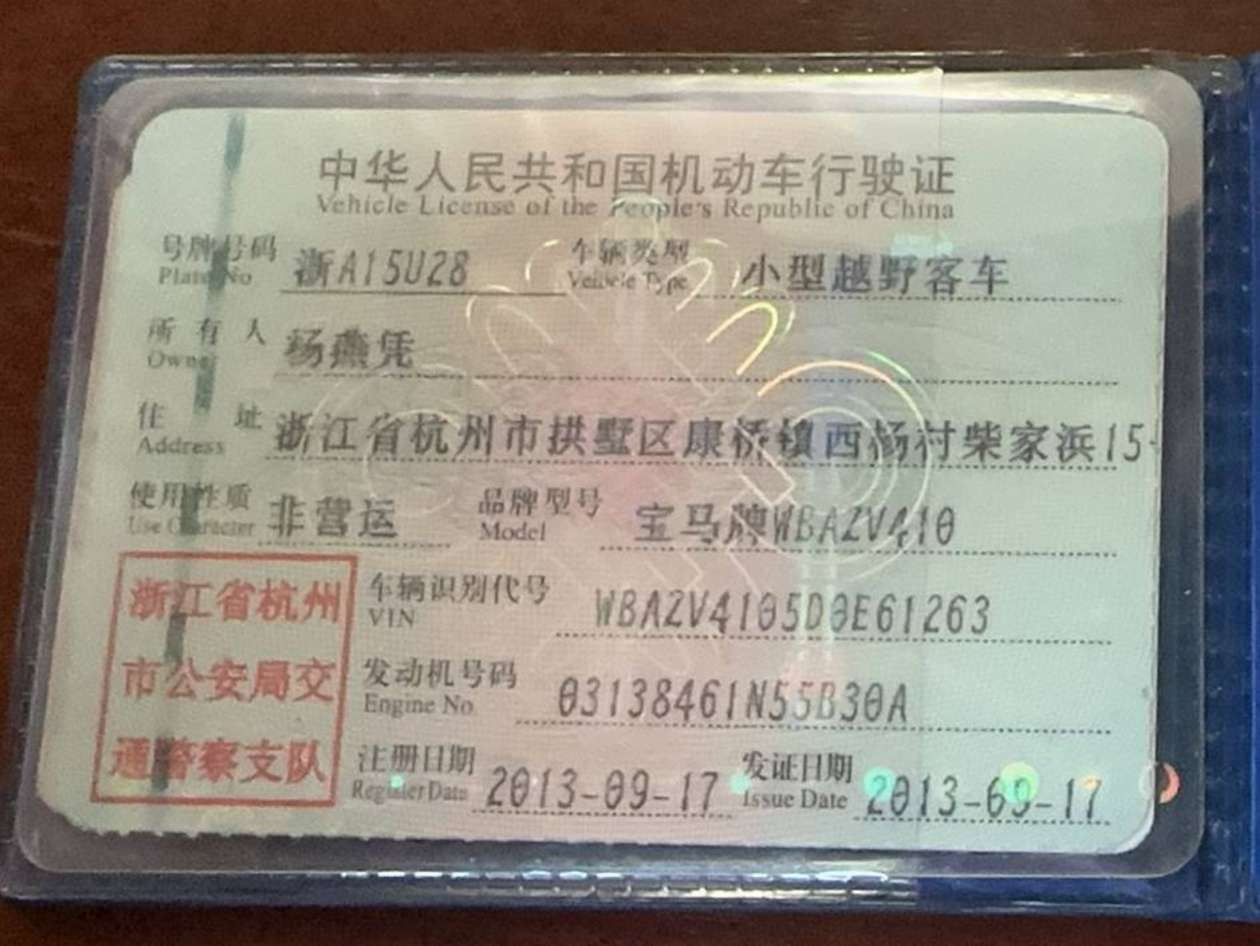 中华人民共和国机动车行驶证
Vehicle License of the People's Republic of China
号牌号码 浙A15U28 车辆类型 小型越野客车
Plate No Vehicle Type
所有人 杨燕凭
Owner
住址 浙江省杭州市拱墅区康桥镇西杨村柴家浜15-
Address
使用性质 非营运 品牌型号 宝马牌WBAZV410
Use Character Model
浙江省杭州
市公安局交
通警察支队
车辆识别代号 WBAZV4105D0E61263
VIN
发动机号码 03138461N55B30A
Engine No.
注册日期 2013-09-17 发证日期 2013-09-17
Register Date Issue Date